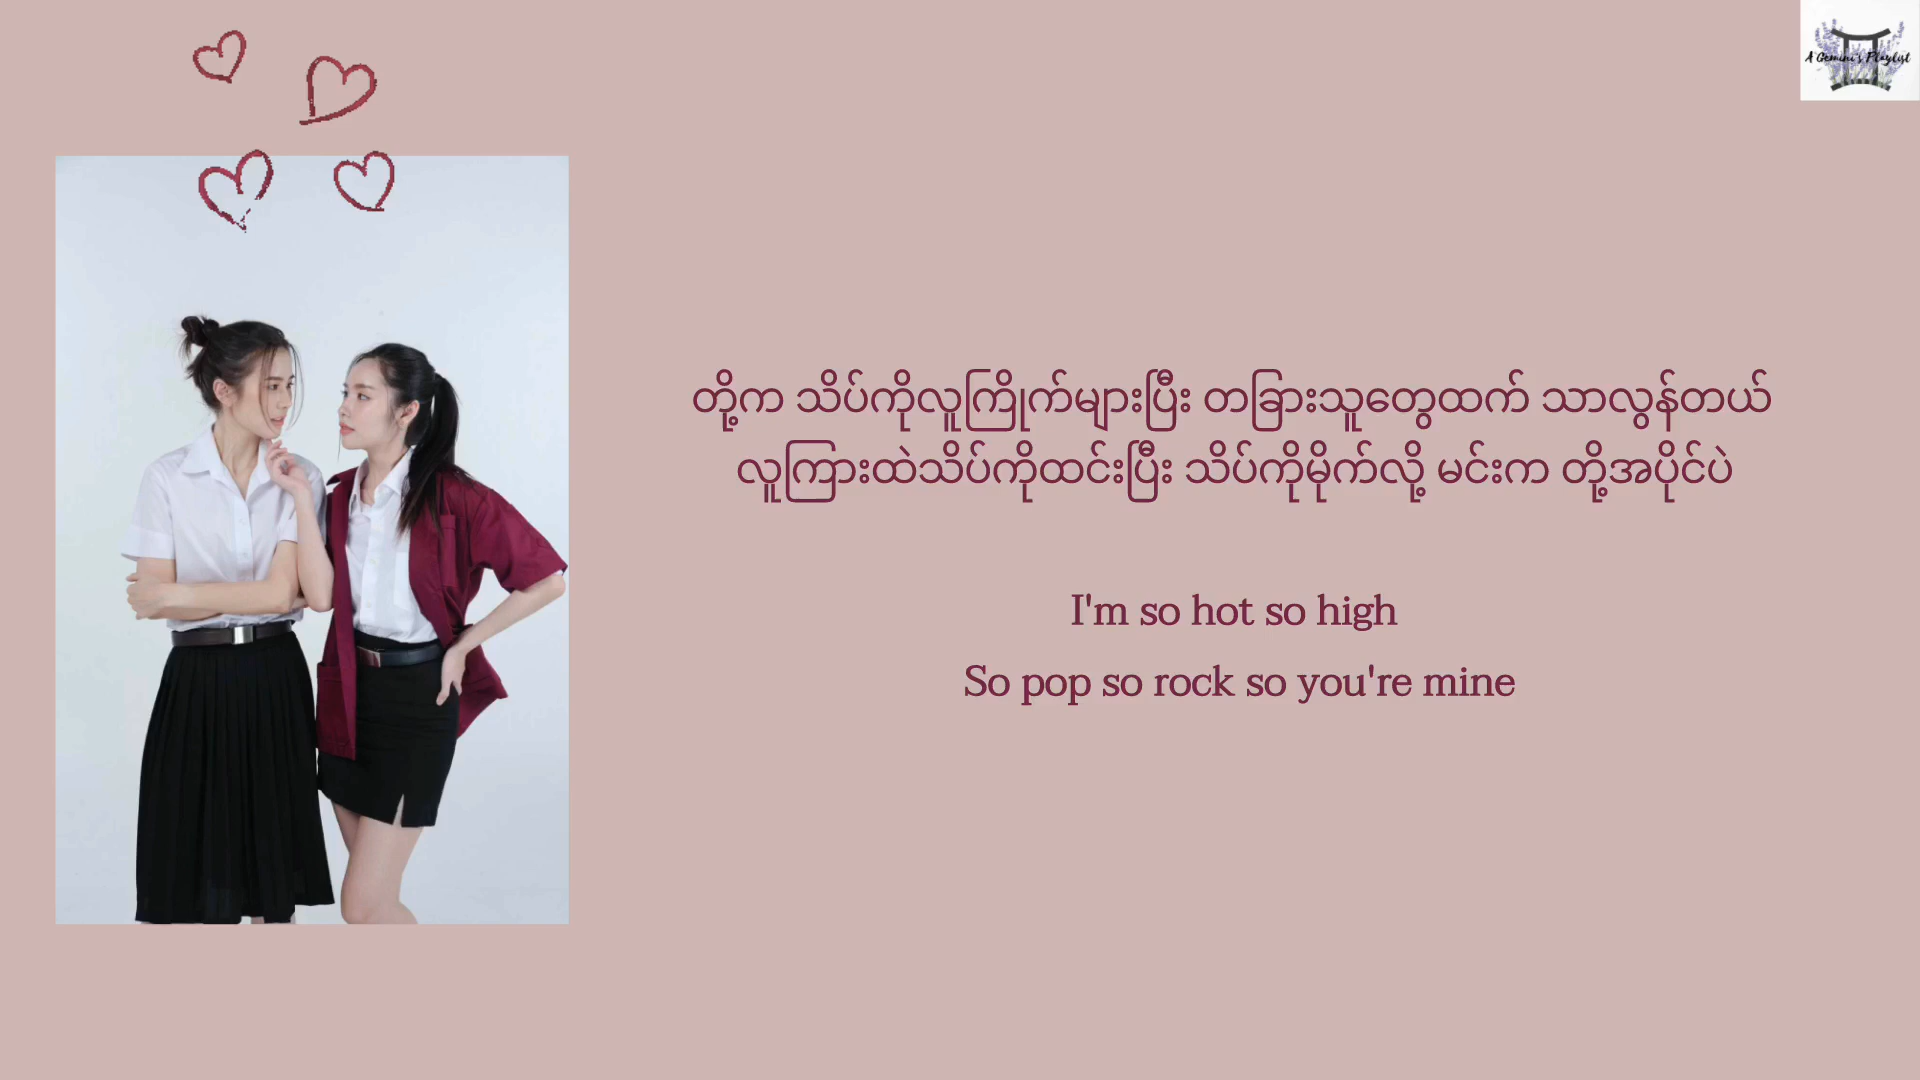 A Gemini's Playlist
တို့က သိပ်ကိုလူကြိုက်များပြီး တခြားသူတွေထက် သာလွန်တယ်
လူကြားထဲသိပ်ကိုထင်းပြီး သိပ်ကိုမိုက်လို့ မင်းက တို့အပိုင်ပဲ
I'm so hot so high
So pop so rock so you're mine